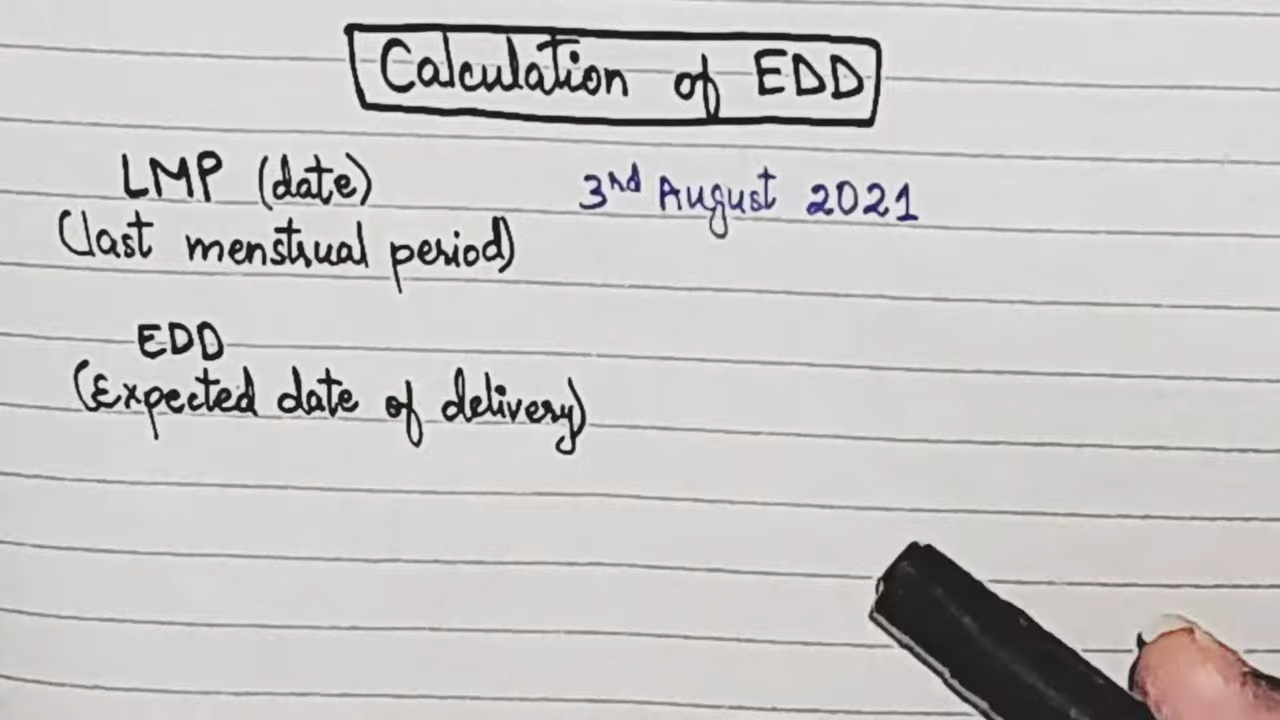 Calculation of EDD
LMP (date) 3rd August 2021
(last menstrual period)
EDD
(Expected date of delivery)